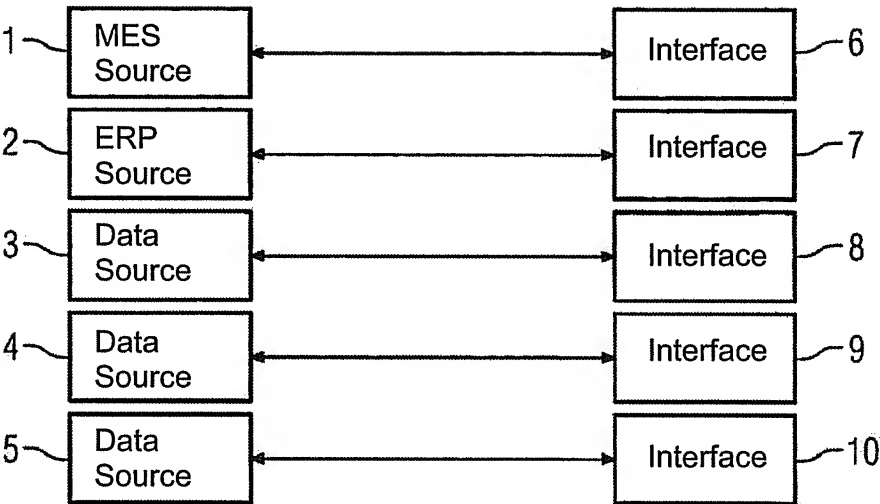 1
MES
Source
Interface
6
2
ERP
Source
Interface
7
3
Data
Source
Interface
8
4
Data
Source
Interface
9
5
Data
Source
Interface
10